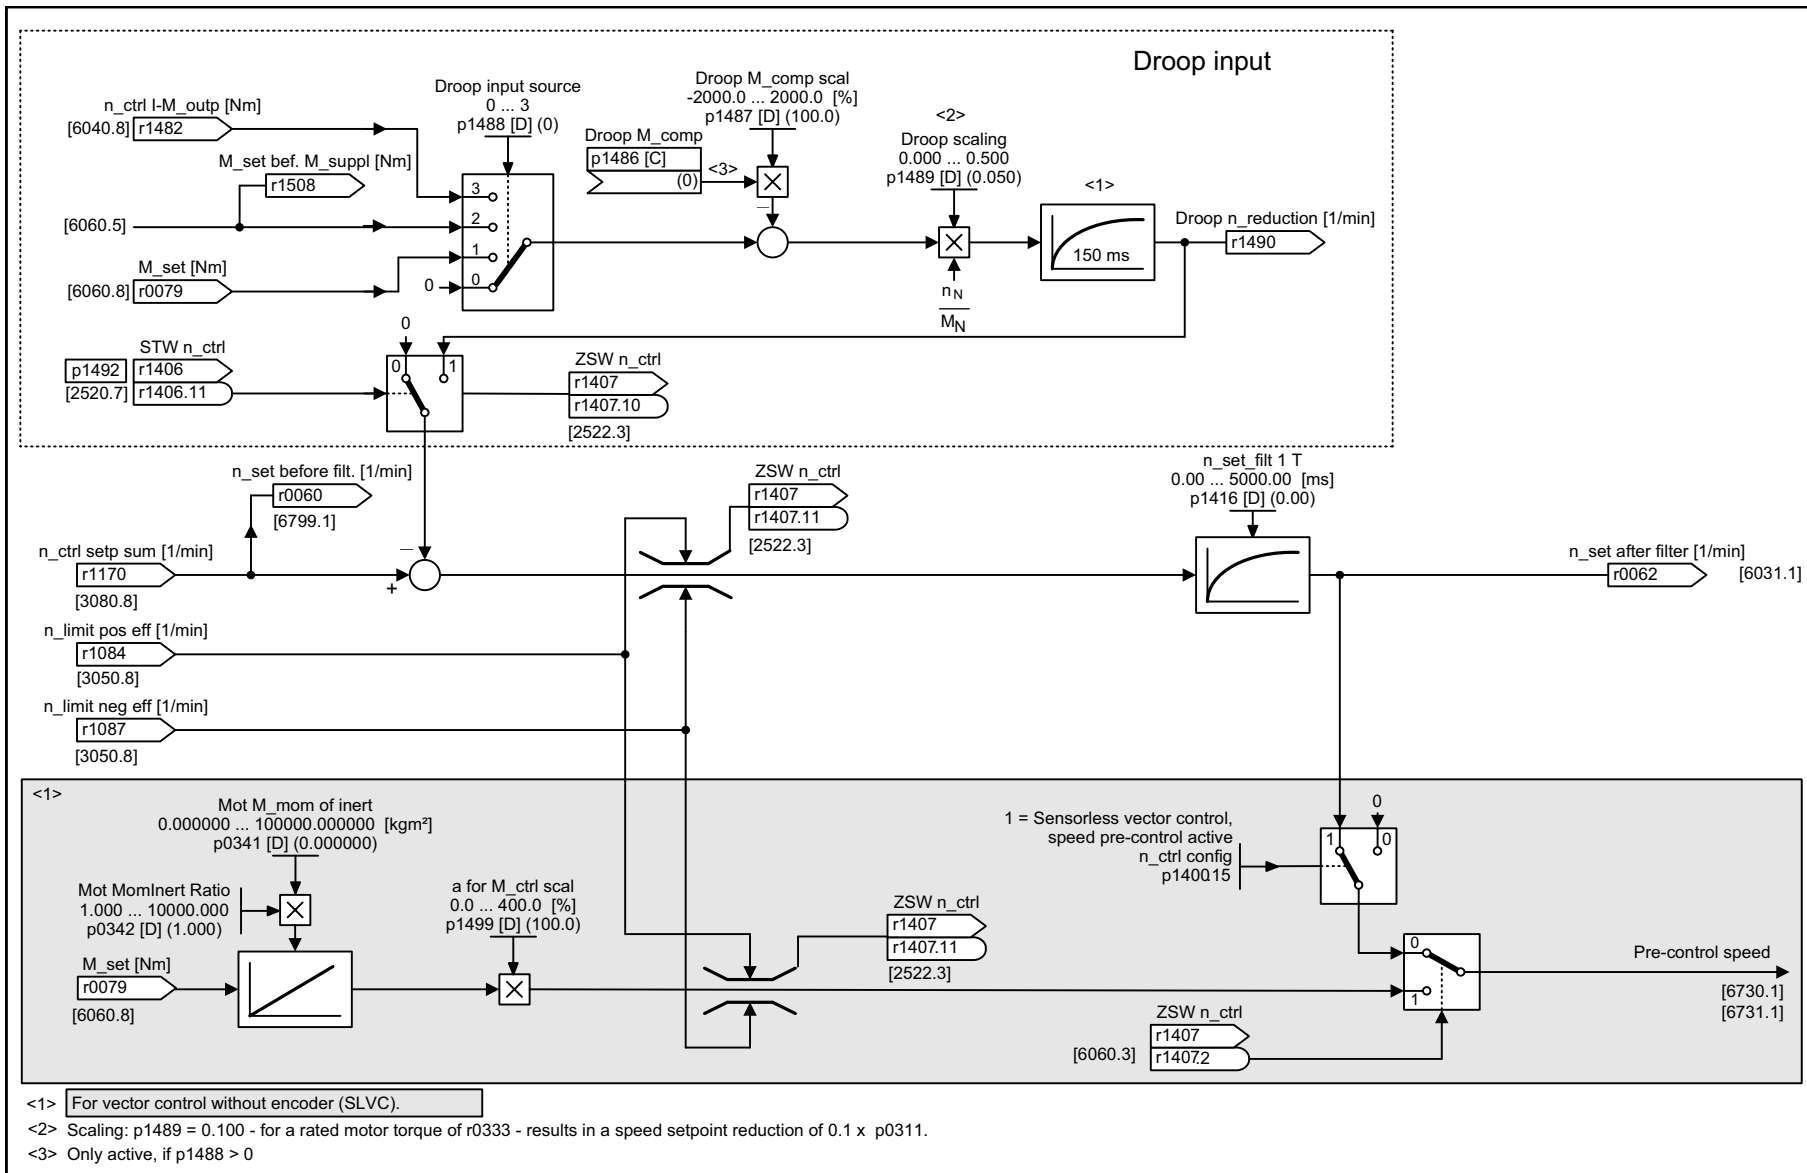 Droop input
n_ctrl I-M_outp [Nm]
[6040.8]
r1482
M_set bef. M_suppl [Nm]
r1508
[6060.5]
M_set [Nm]
[6060.8]
r0079
Droop input source
0 ... 3
p1488 [D] (0)
3
2
1
0
0
Droop M_comp scal
-2000.0 ... 2000.0 [%]
p1487 [D] (100.0)
Droop M_comp
p1486 [C]
(0)
<3>
–
<2>
Droop scaling
0.000 ... 0.500
p1489 [D] (0.050)
n N
M N
<1>
150 ms
Droop n_reduction [1/min]
r1490
STW n_ctrl
p1492
r1406
[2520.7]
r1406.11
0
0
1
ZSW n_ctrl
r1407
r1407.10
[2522.3]
n_set before filt. [1/min]
r0060
[6799.1]
n_ctrl setp sum [1/min]
r1170
[3080.8]
–
+
ZSW n_ctrl
r1407
r1407.11
[2522.3]
n_set_filt 1 T
0.00 ... 5000.00 [ms]
p1416 [D] (0.00)
n_set after filter [1/min]
r0062
[6031.1]
n_limit pos eff [1/min]
r1084
[3050.8]
n_limit neg eff [1/min]
r1087
[3050.8]
<1>
Mot M_mom of inert
0.000000 ... 100000.000000 [kgm²]
p0341 [D] (0.000000)
Mot MomInert Ratio
1.000 ... 10000.000
p0342 [D] (1.000)
M_set [Nm]
r0079
[6060.8]
a for M_ctrl scal
0.0 ... 400.0 [%]
p1499 [D] (100.0)
ZSW n_ctrl
r1407
r1407.11
[2522.3]
1 = Sensorless vector control,
speed pre-control active
n_ctrl config
p1400.15
0
1
0
0
1
Pre-control speed
[6730.1]
[6731.1]
ZSW n_ctrl
r1407
[6060.3]
r1407.2
<1> For vector control without encoder (SLVC).
<2> Scaling: p1489 = 0.100 - for a rated motor torque of r0333 - results in a speed setpoint reduction of 0.1 x p0311.
<3> Only active, if p1488 > 0